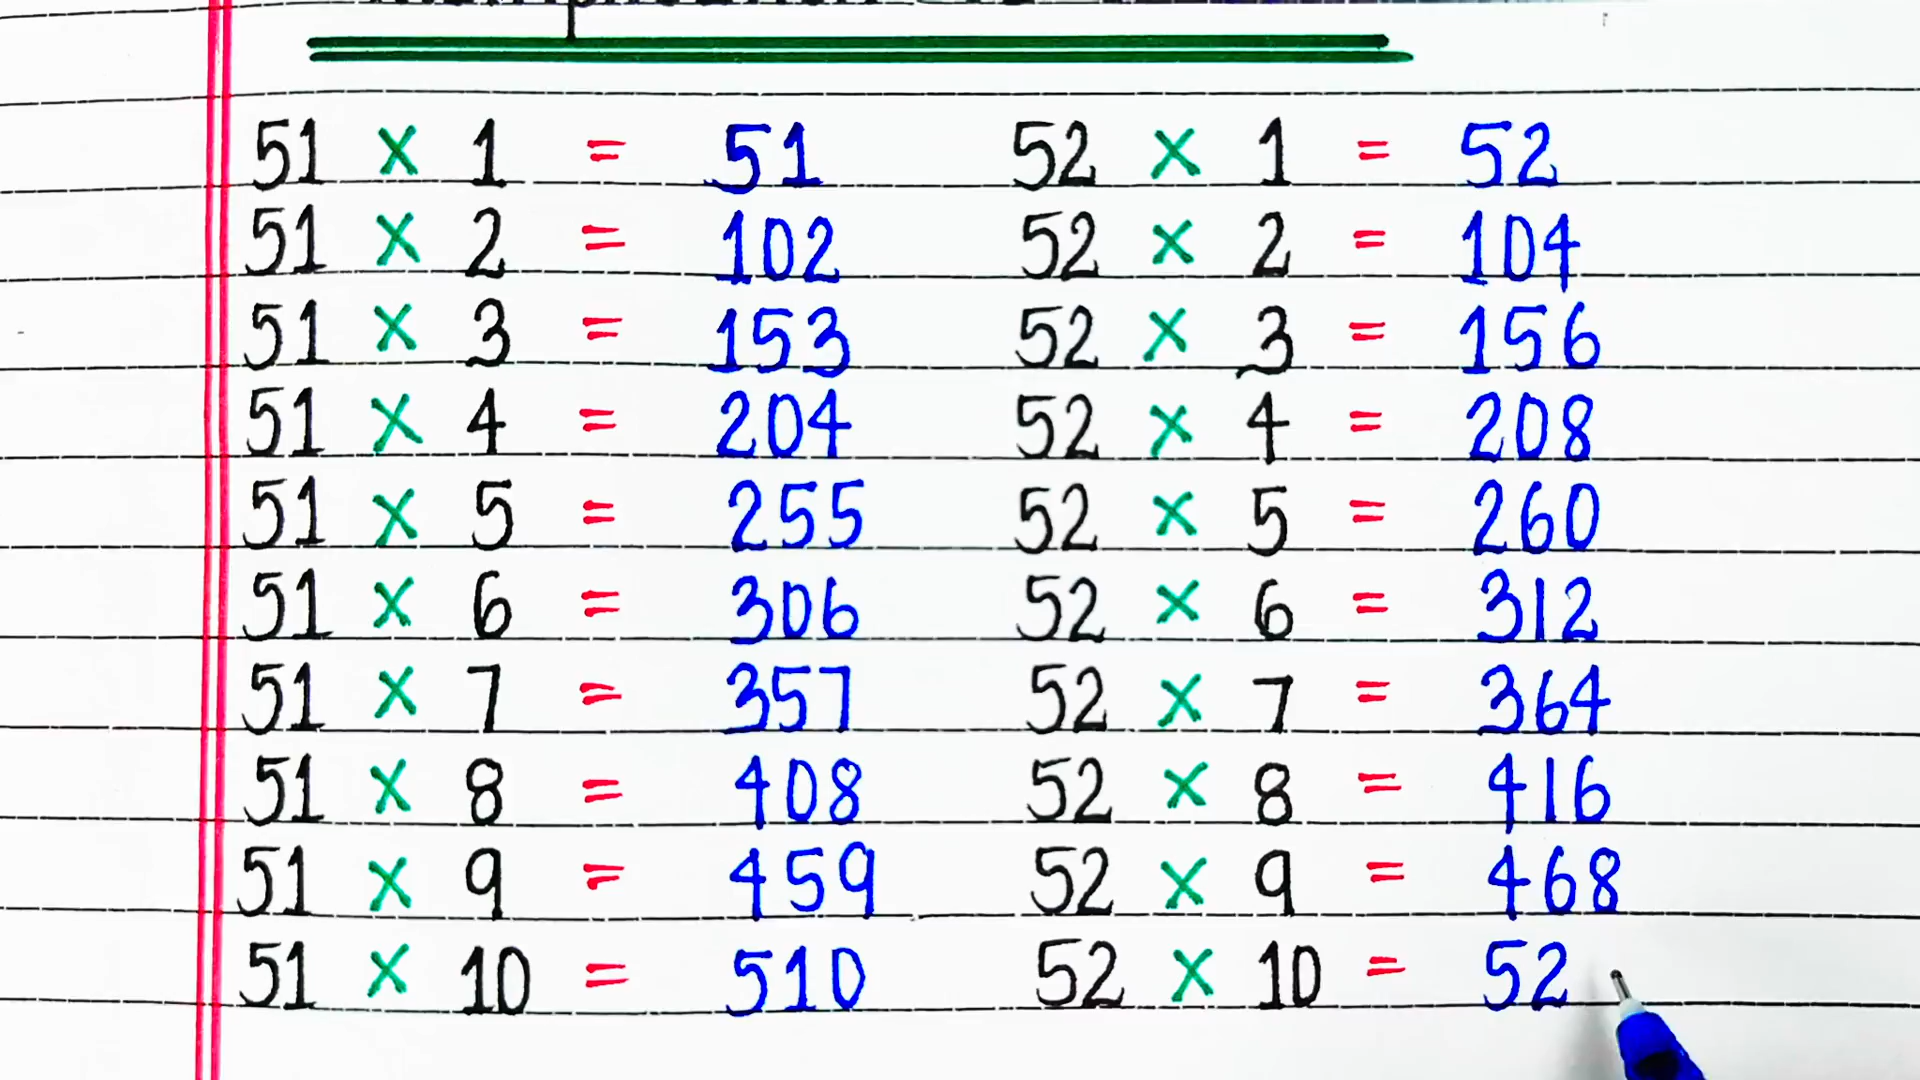 51 × 1 = 51 52 × 1 = 52
51 × 2 = 102 52 × 2 = 104
51 × 3 = 153 52 × 3 = 156
51 × 4 = 204 52 × 4 = 208
51 × 5 = 255 52 × 5 = 260
51 × 6 = 306 52 × 6 = 312
51 × 7 = 357 52 × 7 = 364
51 × 8 = 408 52 × 8 = 416
51 × 9 = 459 52 × 9 = 468
51 × 10 = 510 52 × 10 = 52